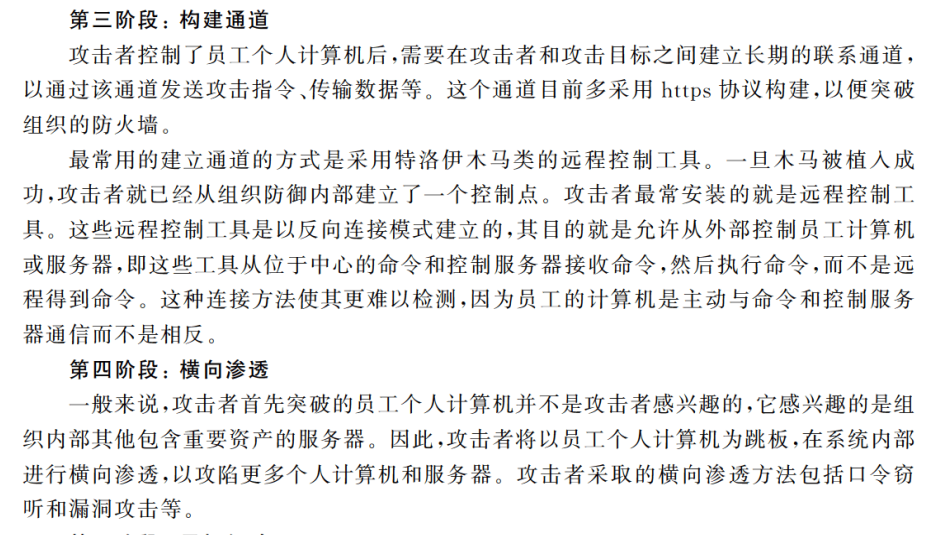 第三阶段：构建通道
攻击者控制了员工个人计算机后,需要在攻击者和攻击目标之间建立长期的联系通道,
以通过该通道发送攻击指令、传输数据等。这个通道目前多采用 https 协议构建,以便突破
组织的防火墙。
最常用的建立通道的方式是采用特洛伊木马类的远程控制工具。一旦木马被植入成
功,攻击者就已经从组织防御内部建立了一个控制点。攻击者最常安装的就是远程控制工
具。这些远程控制工具是以反向连接模式建立的,其目的就是允许从外部控制员工计算机
或服务器,即这些工具从位于中心的命令和控制服务器接收命令,然后执行命令,而不是远
程得到命令。这种连接方法使其更难以检测,因为员工的计算机是主动与命令和控制服务
器通信而不是相反。
第四阶段：横向渗透
一般来说,攻击者首先突破的员工个人计算机并不是攻击者感兴趣的,它感兴趣的是组
织内部其他包含重要资产的服务器。因此,攻击者将以员工个人计算机为跳板,在系统内部
进行横向渗透,以攻陷更多个人计算机和服务器。攻击者采取的横向渗透方法包括口令窃
听和漏洞攻击等。